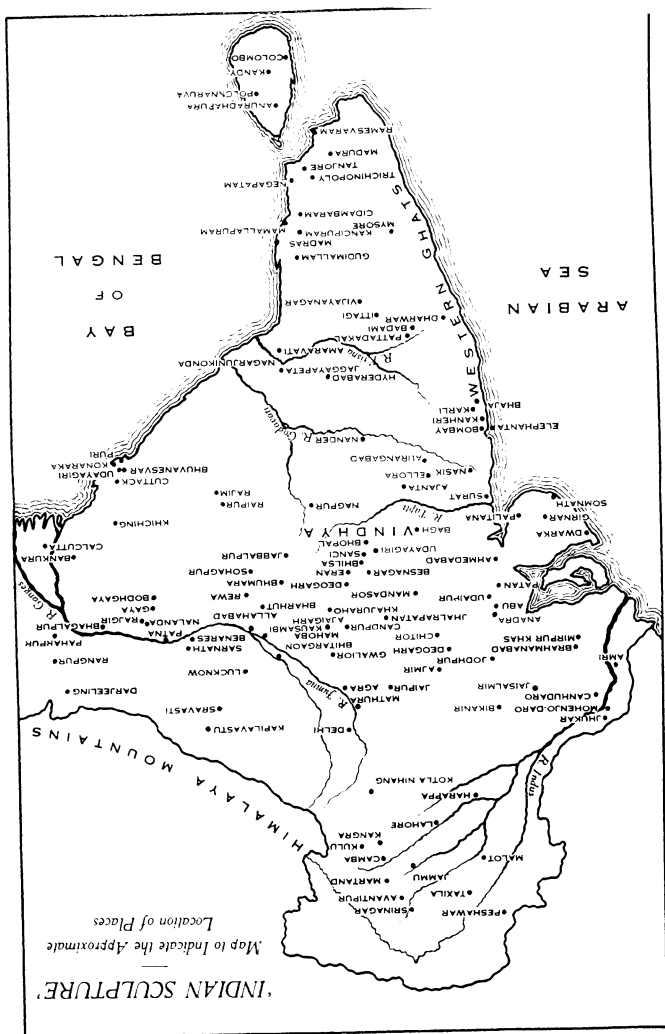 'INDIAN SCULPTURE'
Map to Indicate the Approximate
Location of Places
PESHAWAR
SRINAGAR
AVANTIPUR
TAXILA
MARTAND
JAMMU
CAMBA
MALOT
KULU
KANGRA
LAHORE
HARAPPA
KOTLA NIHANG
R. Indus
HIMALAYA MOUNTAINS
JHUKAR
MOHENJO-DARO
CANHUDARO
BIKANIR
DELHI
KAPILAVASTU
MATHURA
R. Jumna
SRAVASTI
JAISALMIR
JAIPUR
AGRA
DARJEELING
AMRI
AJMIR
LUCKNOW
JODHPUR
GWALIOR
RANGPUR
BRAHMANABAD
DEOGARH
BHITARGAON
SARNATH
MIRPUR KHAS
CHITOR
MAHOBA
BENARES
PATNA
PAHARPUR
CANDPUR
KAUSAMBI
BHAGALPUR
ANADRA
JHALRAPATAN
AJAIGARH
ALLAHABAD
NALANDA
RAJGIR
ABU
KHAJURAHO
BHARHUT
GAYA
R. Ganges
UDAIPUR
MANDASOR
REWA
BODHGAYA
PATAN
DEOGARH
BHUMARA
BESNAGAR
ERAN
SOHAGPUR
AHMEDABAD
BHILSA
BANKURA
UDAYAGIRI
SANCI
JABBALPUR
CALCUTTA
DWARKA
BHOPAL
BAGH
GIRNAR
PALITANA
VINDHYA
KHICHING
SOMNATH
R. Tapti
SURAT
NAGPUR
RAIPUR
AJANTA
RAJIM
ELLORA
CUTTACK
NASIK
BHUVANESVAR
UDAYAGIRI
AURANGABAD
KONARAKA
PURI
NANDER
ELEPHANTA
BOMBAY
R. Godavari
KANHERI
KARLI
BHAJA
HYDERABAD
JAGGAYAPETA
R. Kistna
AMARAVATI
NAGARJUNIKONDA
PATTADAKAL
BADAMI
DHARWAR
ITTAGI
VIJAYANAGAR
WESTERN GHATS
ARABIAN
SEA
BAY
OF
BENGAL
GUDIMALLAM
MADRAS
KANCIPURAM
MYSORE
MAMALLAPURAM
CIDAMBARAM
NEGAPATAM
TRICHINOPOLY
TANJORE
MADURA
RAMESVARAM
ANURADHAPURA
POLONNARUVA
KANDY
COLOMBO